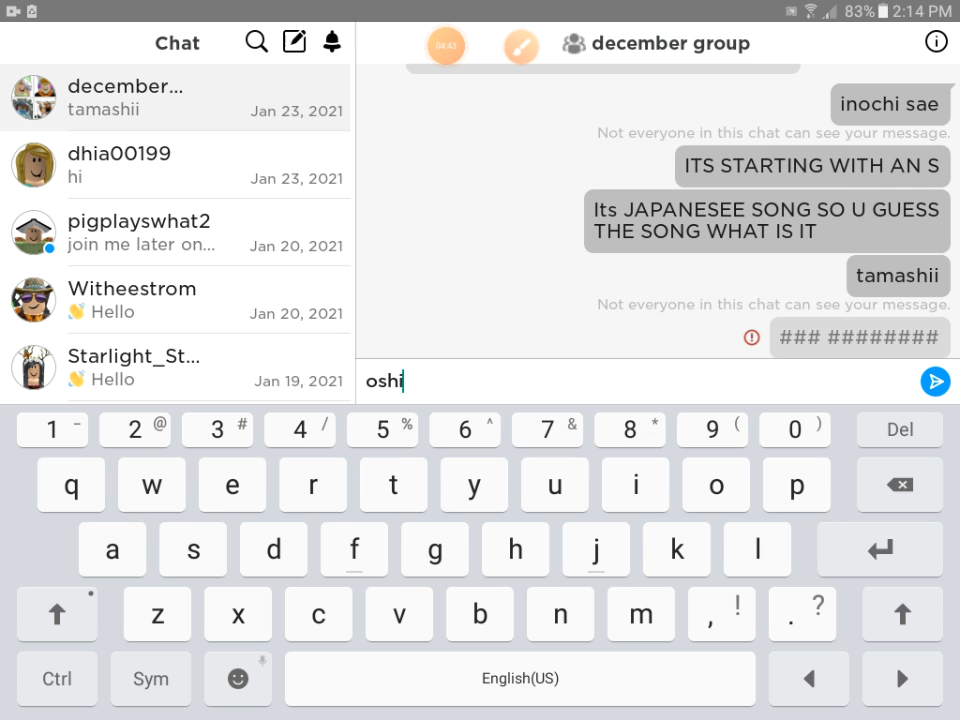 83% 2:14 PM
Chat
december...
tamashii
Jan 23, 2021
dhia00199
hi
Jan 23, 2021
pigplayswhat2
join me later on...
Jan 20, 2021
Witheestrom
👋 Hello
Jan 20, 2021
Starlight_St...
👋 Hello
Jan 19, 2021
04:43
december group
inochi sae
Not everyone in this chat can see your message.
ITS STARTING WITH AN S
Its JAPANESEE SONG SO U GUESS
THE SONG WHAT IS IT
tamashii
Not everyone in this chat can see your message.
### ########
oshi
1 - 2 @ 3 # 4 / 5 % 6 ^ 7 & 8 * 9 ( 0 ) Del
q w e r t y u i o p
a s d f g h j k l
z x c v b n m , ! . ?
Ctrl Sym English(US)